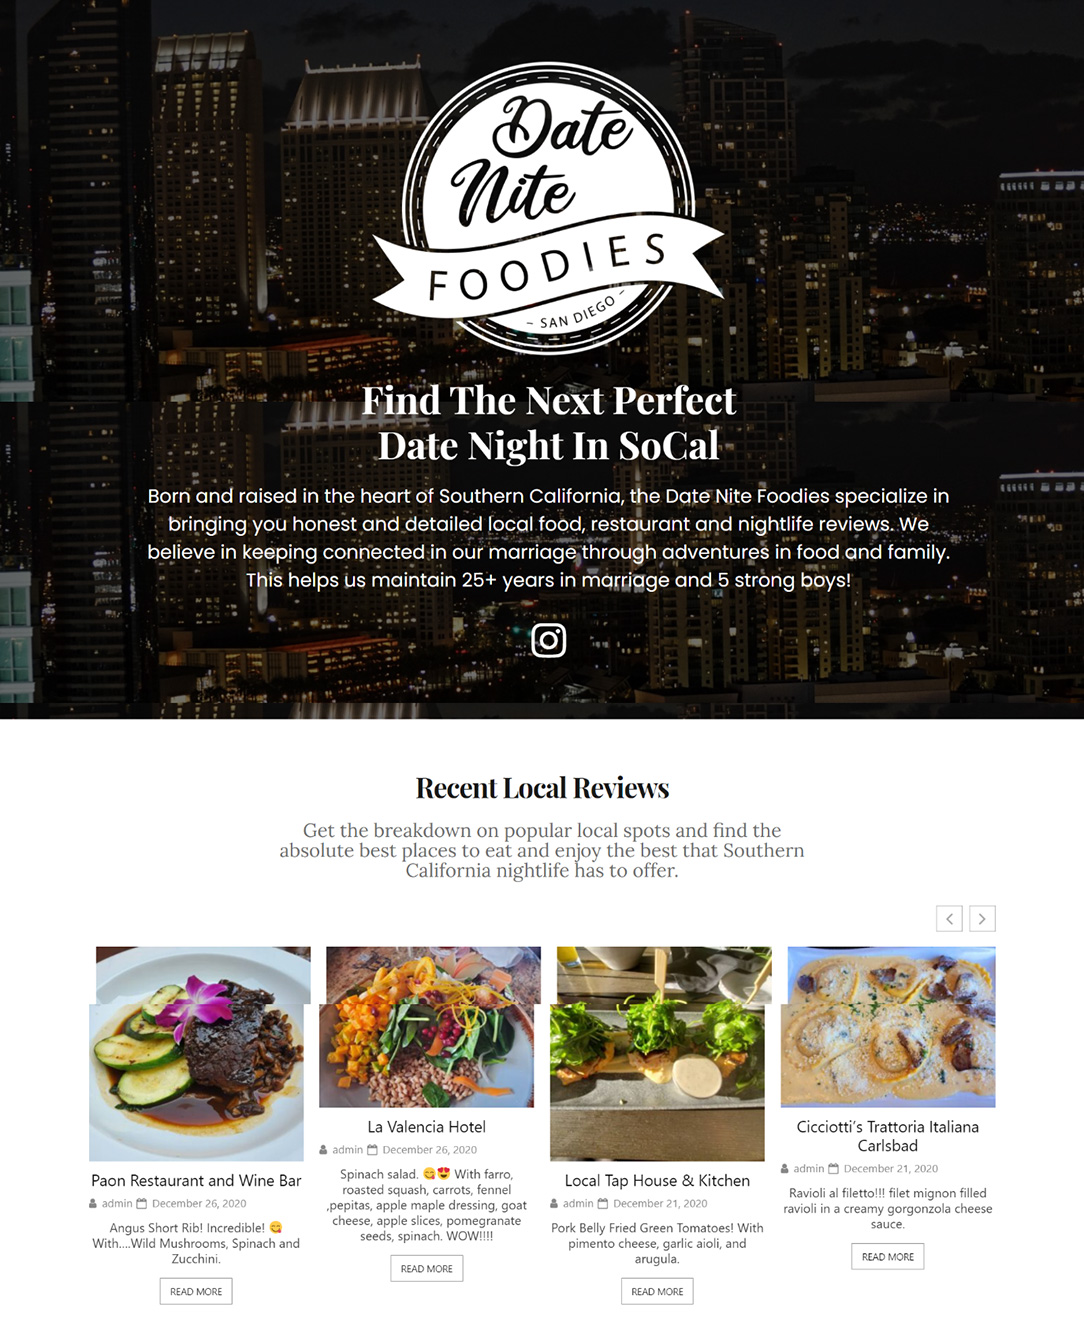 Date
Nite
FOODIES
~ SAN DIEGO ~
Find The Next Perfect
Date Night In SoCal
Born and raised in the heart of Southern California, the Date Nite Foodies specialize in
bringing you honest and detailed local food, restaurant and nightlife reviews. We
believe in keeping connected in our marriage through adventures in food and family.
This helps us maintain 25+ years in marriage and 5 strong boys!
Recent Local Reviews
Get the breakdown on popular local spots and find the
absolute best places to eat and enjoy the best that Southern
California nightlife has to offer.
Paon Restaurant and Wine Bar
admin December 26, 2020
Angus Short Rib! Incredible! 😋
With....Wild Mushrooms, Spinach and
Zucchini.
READ MORE
La Valencia Hotel
admin December 26, 2020
Spinach salad. 😋😍 With farro,
roasted squash, carrots, fennel
,pepitas, apple maple dressing, goat
cheese, apple slices, pomegranate
seeds, spinach. WOW!!!!
READ MORE
Local Tap House & Kitchen
admin December 21, 2020
Pork Belly Fried Green Tomatoes! With
pimento cheese, garlic aioli, and
arugula.
READ MORE
Cicciotti´s Trattoria Italiana
Carlsbad
admin December 21, 2020
Ravioli al filetto!!! filet mignon filled
ravioli in a creamy gorgonzola cheese
sauce.
READ MORE